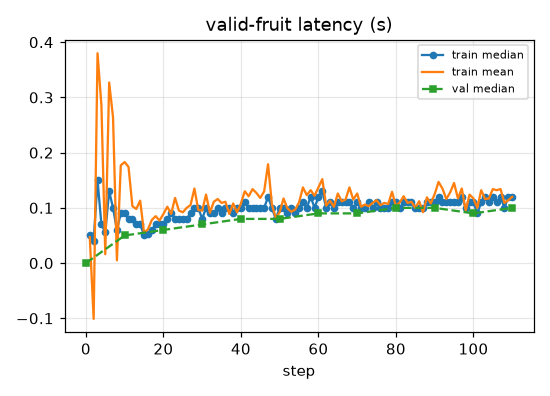 valid-fruit latency (s)
train median
train mean
val median
0.4
0.3
0.2
0.1
0.0
−0.1
0 20 40 60 80 100
step